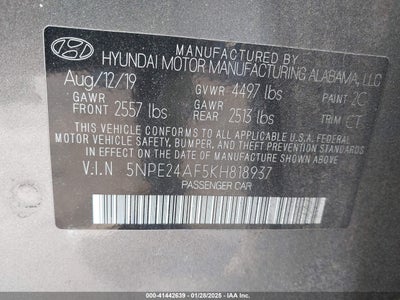 MANUFACTURED BY
HYUNDAI MOTOR MANUFACTURING ALABAMA, LLC
Aug/12/19 GVWR 4497 lbs PAINT 2C
GAWR FRONT 2557 lbs GAWR REAR 2513 lbs TRIM CT
THIS VEHICLE CONFORMS TO ALL APPLICABLE U.S.A. FEDERAL
MOTOR VEHICLE SAFETY, BUMPER, AND THEFT PREVENTION STANDARDS
IN EFFECT ON THE DATE OF MANUFACTURE SHOWN ABOVE.
V.I.N 5NPE24AF5KH818937
PASSENGER CAR
000-41442639 - 01/28/2025 - IAAI.COM